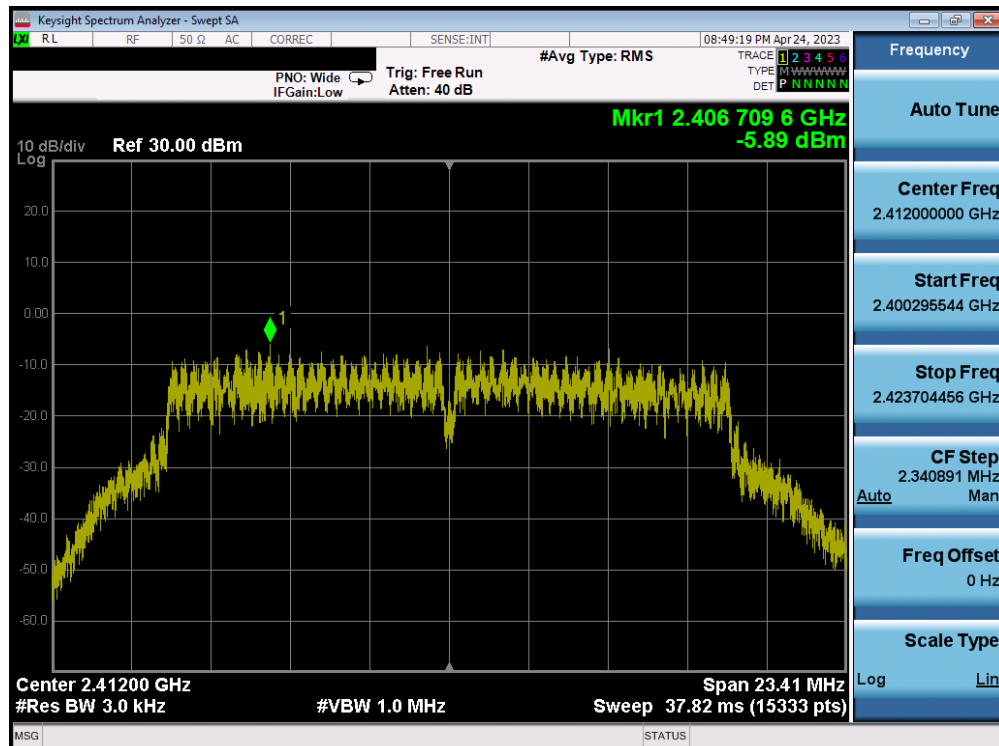 Keysight Spectrum Analyzer - Swept SA
LXI RL RF 50 Ω AC CORREC SENSE:INT 08:49:19 PM Apr 24, 2023
#Avg Type: RMS
TRACE 1 2 3 4 5 6
TYPE M WWWWW
DET P N N N N N
PNO: Wide
IFGain:Low
Trig: Free Run
Atten: 40 dB
Mkr1 2.406 709 6 GHz
-5.89 dBm
10 dB/div Ref 30.00 dBm
Log
20.0
10.0
0.00
-10.0
-20.0
-30.0
-40.0
-50.0
-60.0
1
Center 2.41200 GHz
Span 23.41 MHz
#Res BW 3.0 kHz
#VBW 1.0 MHz
Sweep 37.82 ms (15333 pts)
MSG
STATUS
Frequency
Auto Tune
Center Freq
2.412000000 GHz
Start Freq
2.400295544 GHz
Stop Freq
2.423704456 GHz
CF Step
2.340891 MHz
Auto Man
Freq Offset
0 Hz
Scale Type
Log Lin